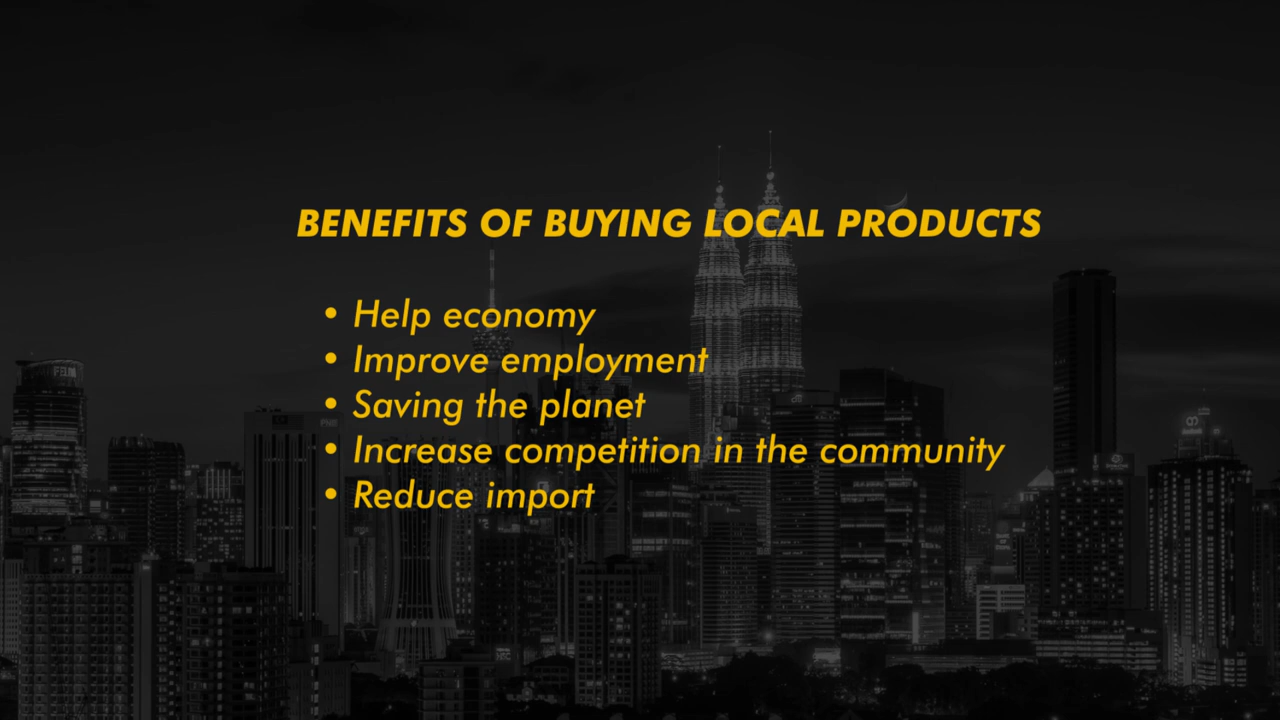 BENEFITS OF BUYING LOCAL PRODUCTS
• Help economy
• Improve employment
• Saving the planet
• Increase competition in the community
• Reduce import